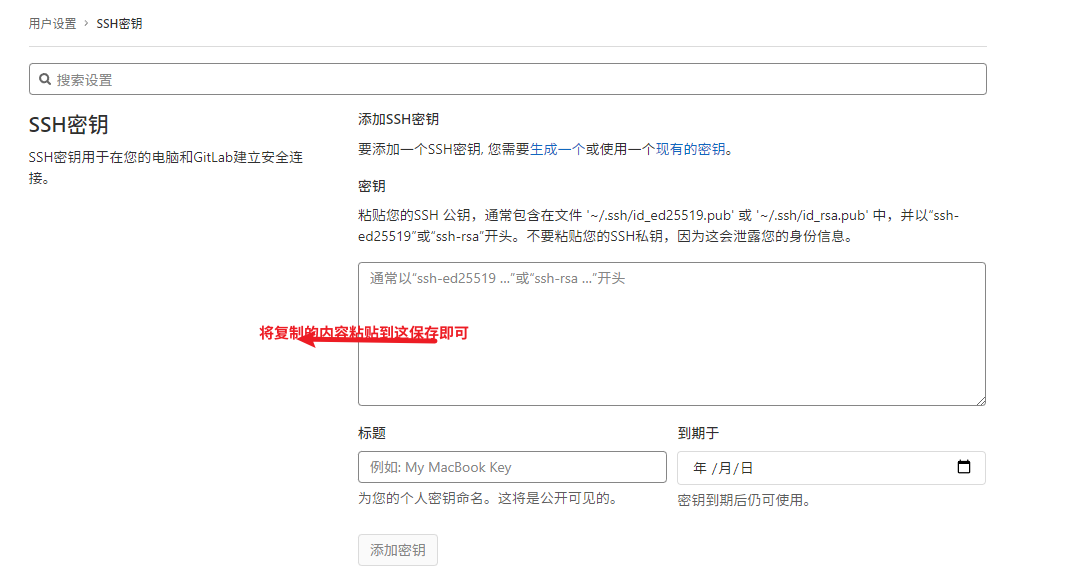 用户设置 › SSH密钥
搜索设置
SSH密钥
SSH密钥用于在您的电脑和GitLab建立安全连
接。
添加SSH密钥
要添加一个SSH密钥, 您需要生成一个或使用一个现有的密钥。
密钥
粘贴您的SSH 公钥，通常包含在文件 '~/.ssh/id_ed25519.pub' 或 '~/.ssh/id_rsa.pub' 中，并以“ssh-
ed25519”或“ssh-rsa”开头。不要粘贴您的SSH私钥，因为这会泄露您的身份信息。
通常以“ssh-ed25519 ...”或“ssh-rsa ...”开头
将复制的内容粘贴到这保存即可
标题
例如: My MacBook Key
为您的个人密钥命名。这将是公开可见的。
到期于
年 /月/日
密钥到期后仍可使用。
添加密钥